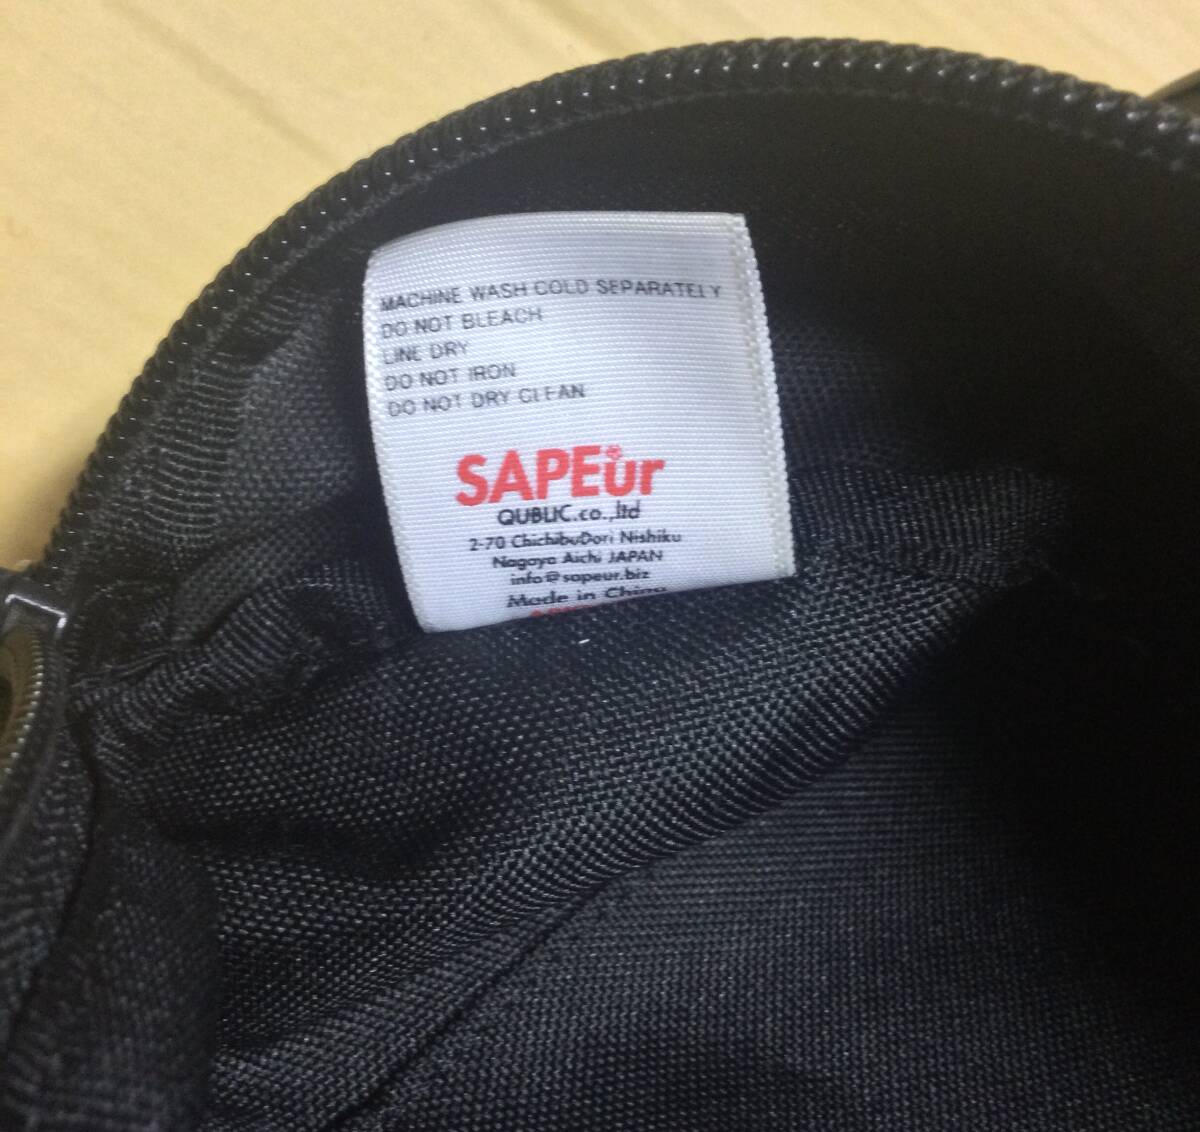 MACHINE WASH COLD SEPARATELY
DO NOT BLEACH
LINE DRY
DO NOT IRON
DO NOT DRY CLEAN
SAPEur
QUBLIC.co.,ltd
2-70 ChichibuDori Nishiku
Nagoya Aichi JAPAN
info@sapeur.biz
Made in China